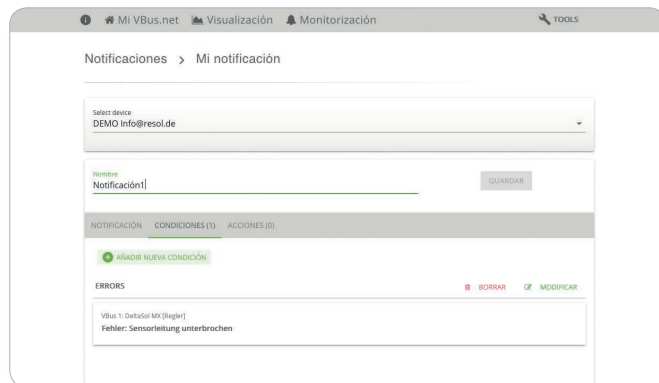 Mi VBus.net Visualización Monitorización TOOLS
Notificaciones > Mi notificación
Select device
DEMO Info@resol.de
Nombre
Notificación1
GUARDAR
NOTIFICACIÓN CONDICIONES (1) ACCIONES (0)
AÑADIR NUEVA CONDICIÓN
ERRORS BORRAR MODIFICAR
VBus 1: DeltaSol MX [Regler]
Fehler: Sensorleitung unterbrochen